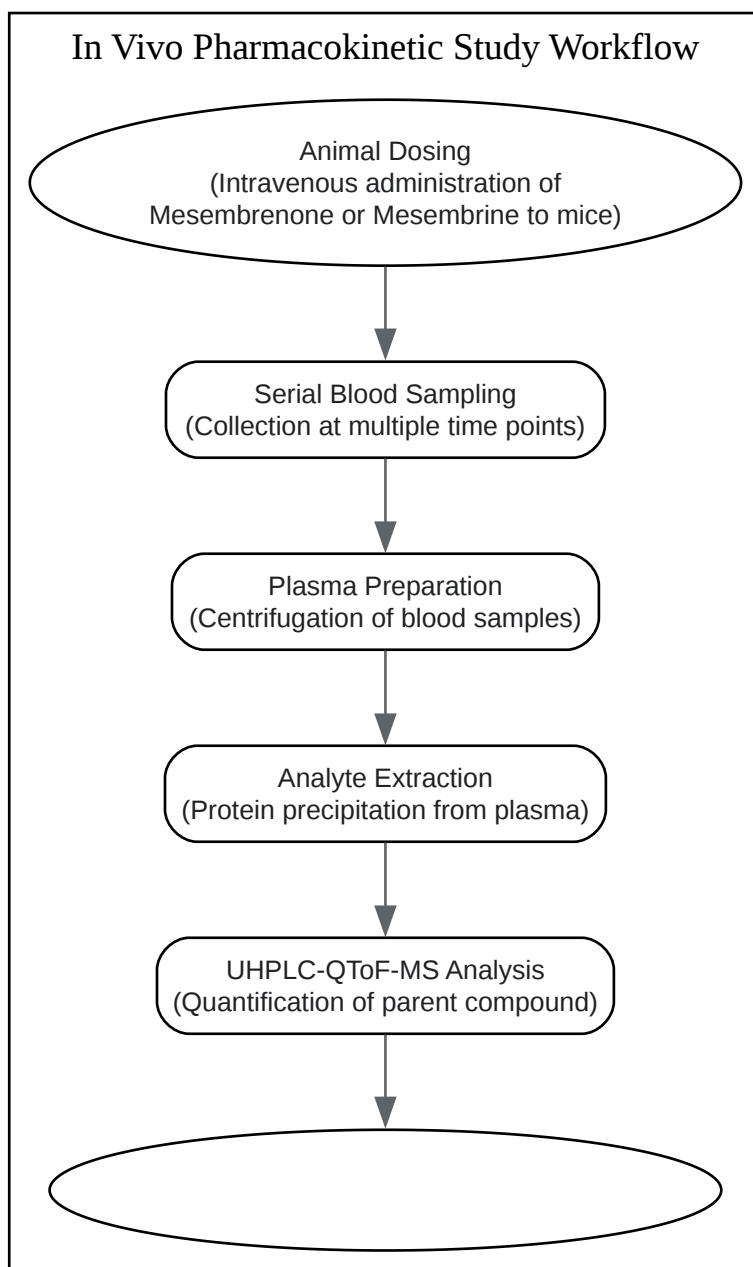 In Vivo Pharmacokinetic Study Workflow
Animal Dosing
(Intravenous administration of
Mesembrenone or Mesembrine to mice)
Serial Blood Sampling
(Collection at multiple time points)
Plasma Preparation
(Centrifugation of blood samples)
Analyte Extraction
(Protein precipitation from plasma)
UHPLC-QToF-MS Analysis
(Quantification of parent compound)